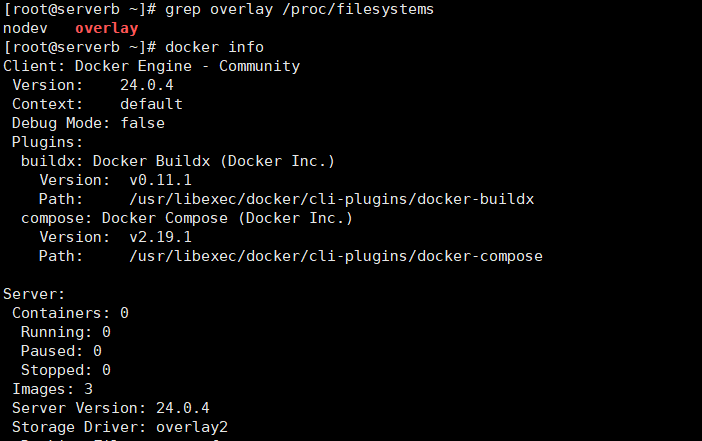 [root@serverb ~]# grep overlay /proc/filesystems
nodev   overlay
[root@serverb ~]# docker info
Client: Docker Engine - Community
 Version:    24.0.4
 Context:    default
 Debug Mode: false
 Plugins:
  buildx: Docker Buildx (Docker Inc.)
    Version:  v0.11.1
    Path:     /usr/libexec/docker/cli-plugins/docker-buildx
  compose: Docker Compose (Docker Inc.)
    Version:  v2.19.1
    Path:     /usr/libexec/docker/cli-plugins/docker-compose

Server:
 Containers: 0
  Running: 0
  Paused: 0
  Stopped: 0
 Images: 3
 Server Version: 24.0.4
 Storage Driver: overlay2